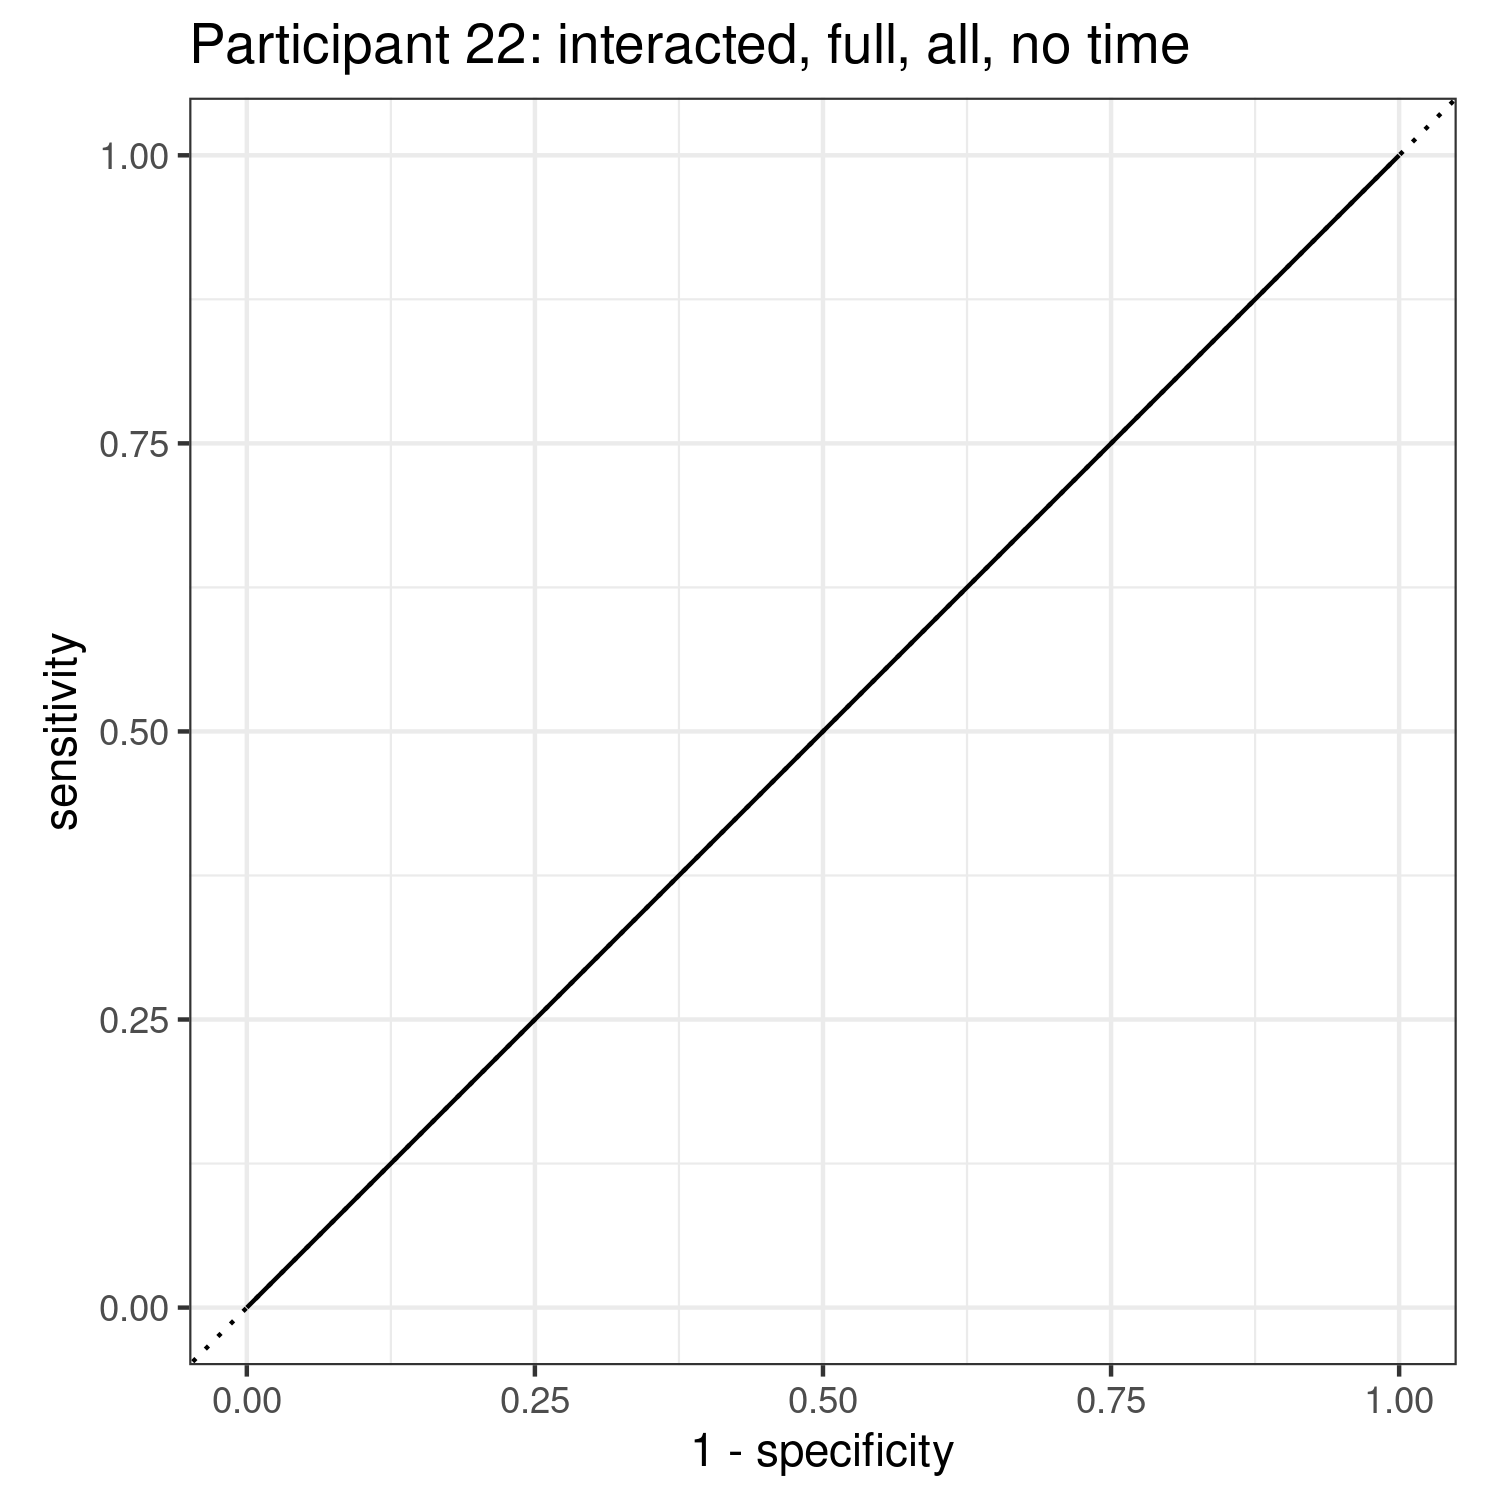 Participant 22: interacted, full, all, no time
1.00
0.75
0.50
0.25
0.00
sensitivity
0.00 0.25 0.50 0.75 1.00
1 - specificity